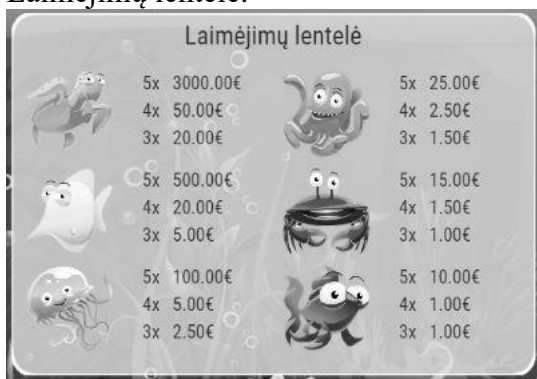 Laimėjimų lentelė
5x 3000.00€
4x 50.00€
3x 20.00€
5x 500.00€
4x 20.00€
3x 5.00€
5x 100.00€
4x 5.00€
3x 2.50€
5x 25.00€
4x 2.50€
3x 1.50€
5x 15.00€
4x 1.50€
3x 1.00€
5x 10.00€
4x 1.00€
3x 1.00€